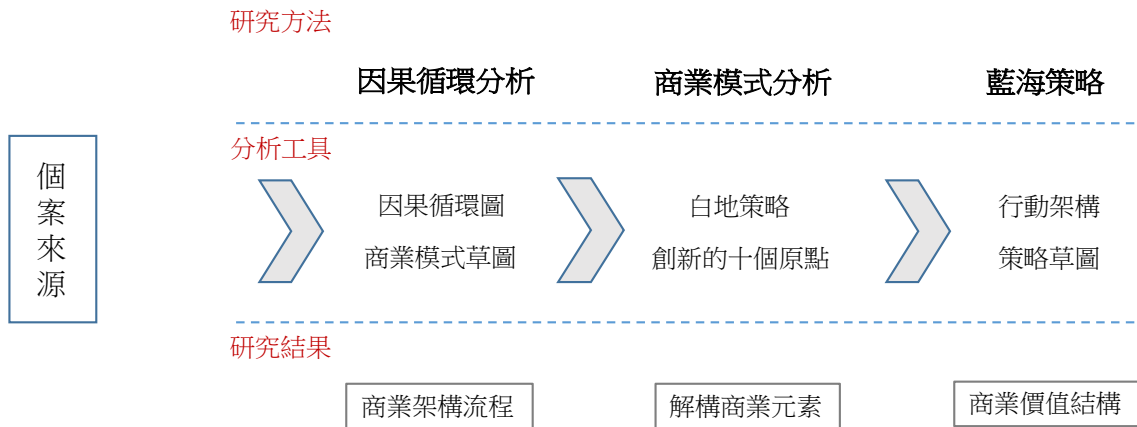 研究方法
因果循環分析
商業模式分析
藍海策略
個案來源
分析工具
因果循環圖
商業模式草圖
白地策略
創新的十個原點
行動架構
策略草圖
研究結果
商業架構流程
解構商業元素
商業價值結構